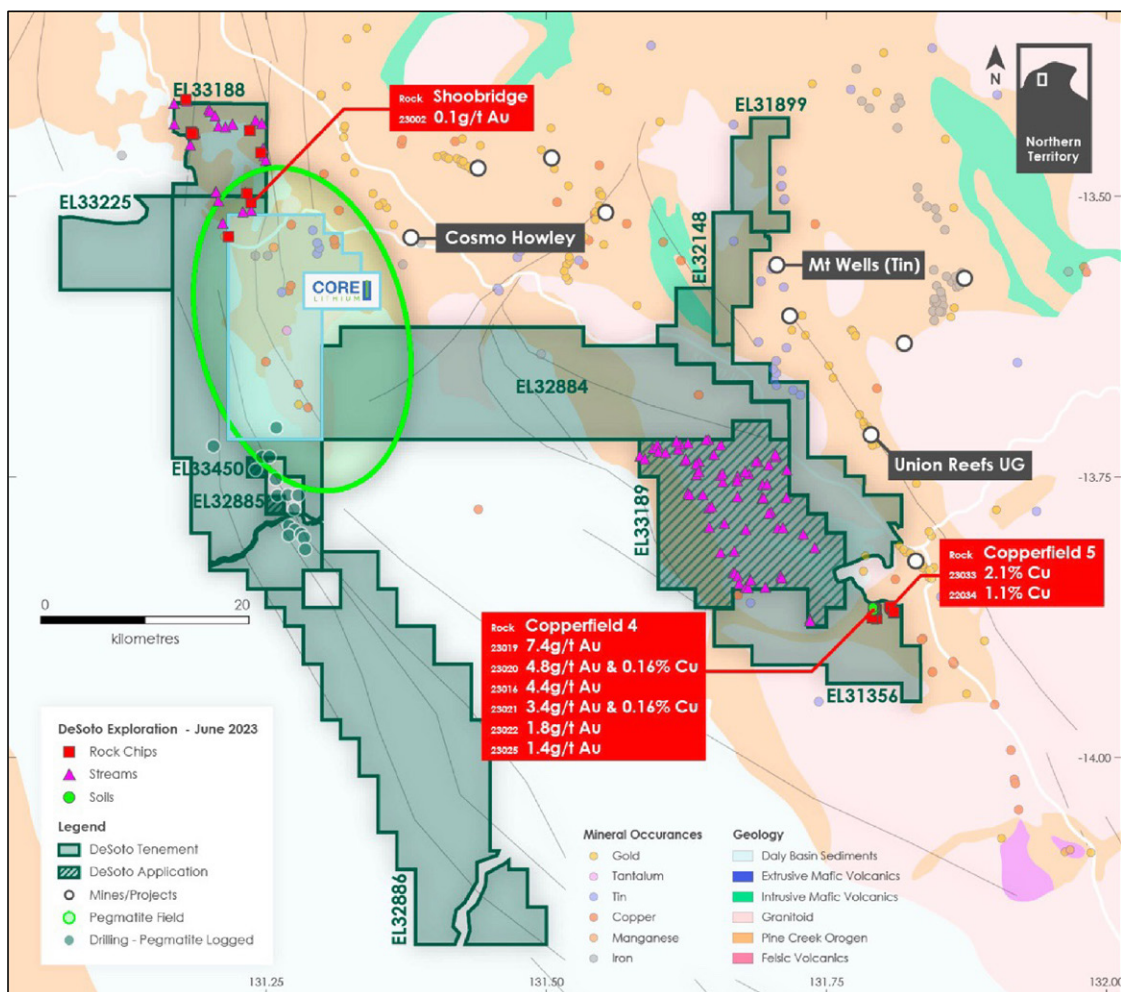 EL33188
Rock Shoobridge
23002 0.1g/t Au
EL31899
N
Northern
Territory
EL33225
-13.50
Cosmo Howley
EL32148
Mt Wells (Tin)
CORE
LITHIUM
EL32884
EL33450
EL32885
Union Reefs UG
-13.75
EL33189
Rock Copperfield 5
23033 2.1% Cu
22034 1.1% Cu
0 20
kilometres
Rock Copperfield 4
23019 7.4g/t Au
23020 4.8g/t Au & 0.16% Cu
23016 4.4g/t Au
23021 3.4g/t Au & 0.16% Cu
23022 1.8g/t Au
23025 1.4g/t Au
EL31356
-14.00
DeSoto Exploration - June 2023
Rock Chips
Streams
Soils
Legend
DeSoto Tenement
DeSoto Application
Mines/Projects
Pegmatite Field
Drilling - Pegmatite Logged
EL32886
Mineral Occurances
Gold
Tantalum
Tin
Copper
Manganese
Iron
Geology
Daly Basin Sediments
Extrusive Mafic Volcanics
Intrusive Mafic Volcanics
Granitoid
Pine Creek Orogen
Felsic Volcanics
131.25
131.50
131.75
132.00